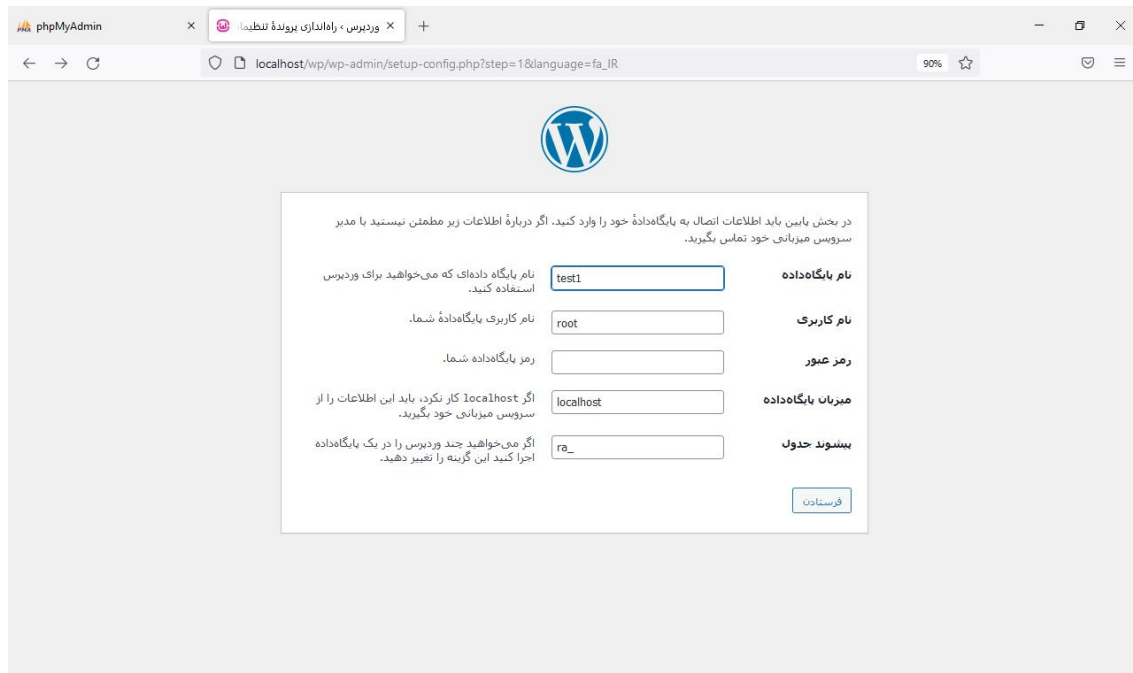 phpMyAdmin
وردپرس › راه‌اندازی پروندهٔ تنظیما
localhost/wp/wp-admin/setup-config.php?step=1&language=fa_IR
90%
در بخش پایین باید اطلاعات اتصال به پایگاه‌دادهٔ خود را وارد کنید. اگر دربارهٔ اطلاعات زیر مطمئن نیستید با مدیر
سرویس میزبانی خود تماس بگیرید.
نام پایگاه‌داده
test1
نام پایگاه داده‌ای که می‌خواهید برای وردپرس
استفاده کنید.
نام کاربری
root
نام کاربری پایگاه‌دادهٔ شما.
رمز عبور
رمز پایگاه‌داده شما.
میزبان پایگاه‌داده
localhost
اگر localhost کار نکرد، باید این اطلاعات را از
سرویس میزبانی خود بگیرید.
پیشوند جدول
ra_
اگر می‌خواهید چند وردپرس را در یک پایگاه‌داده
اجرا کنید این گزینه را تغییر دهید.
فرستادن